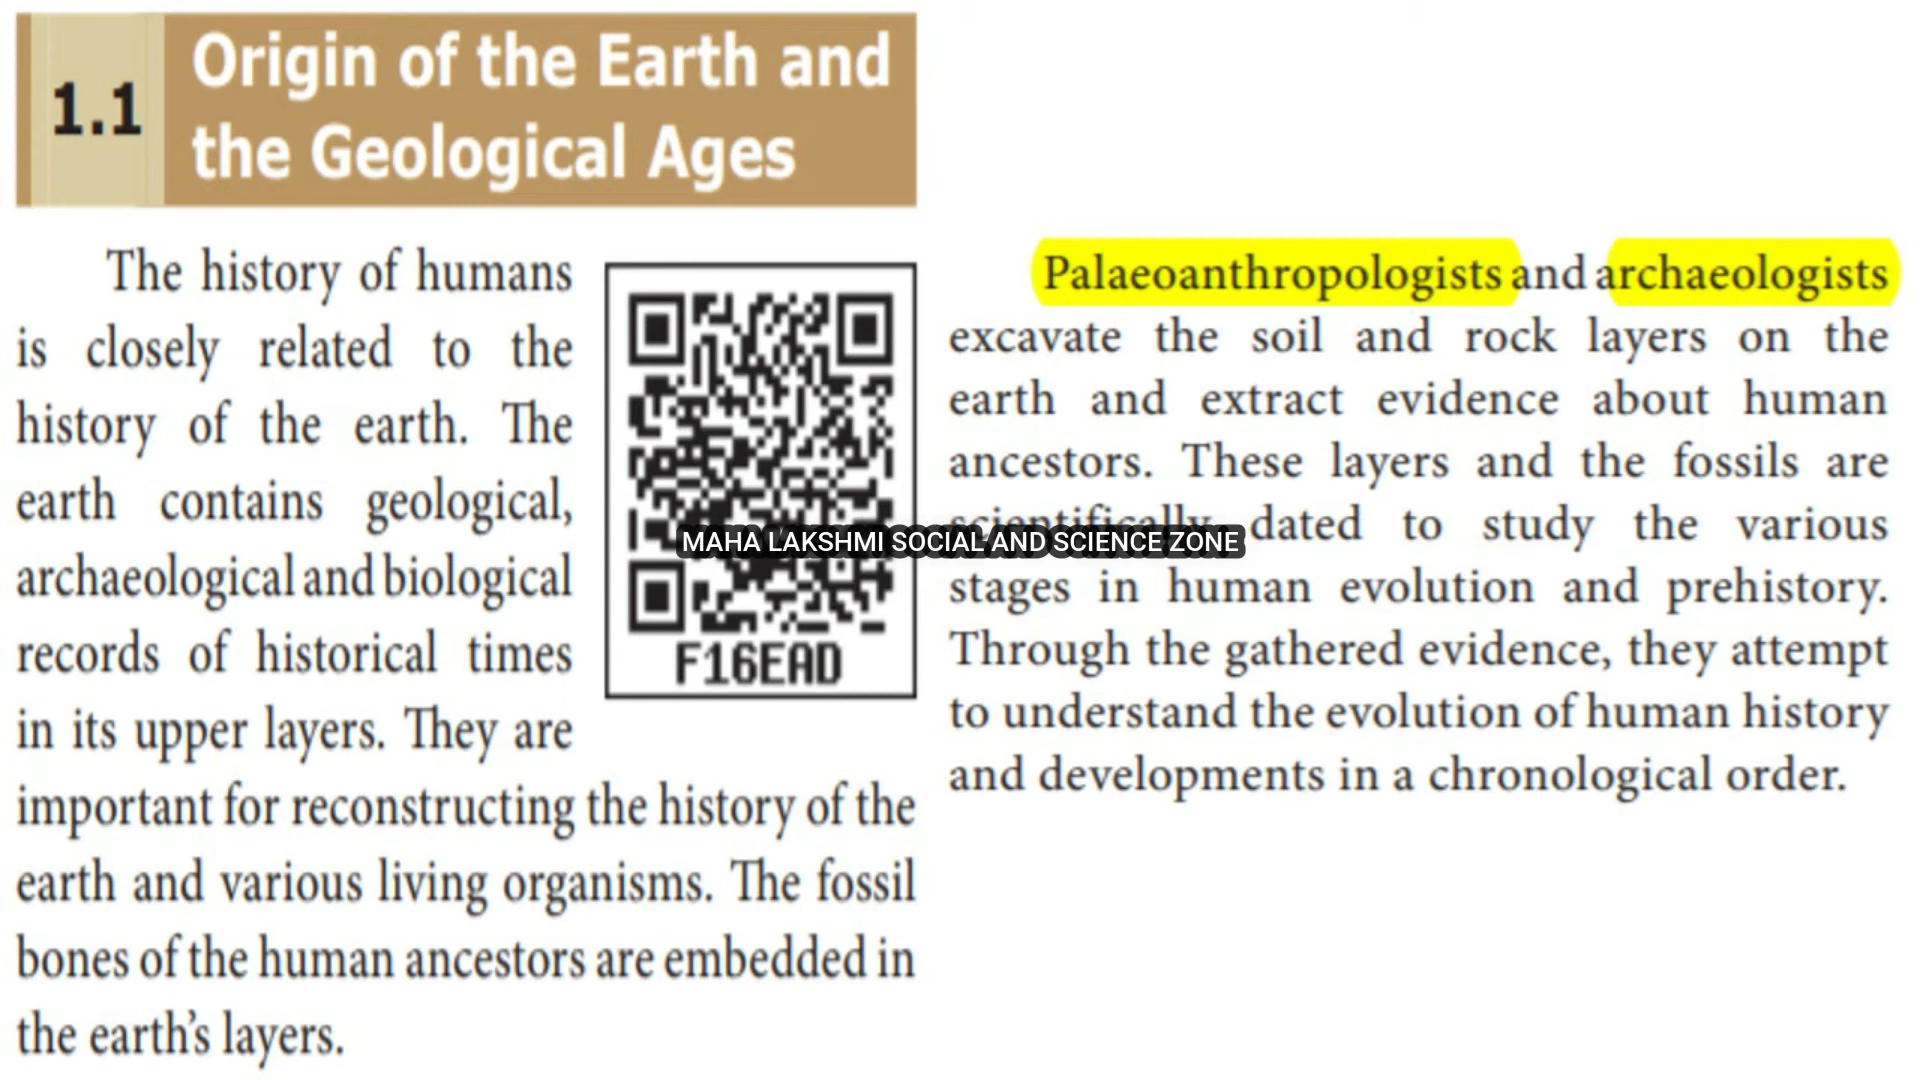 1.1
Origin of the Earth and
the Geological Ages
The history of humans
is closely related to the
history of the earth. The
earth contains geological,
archaeological and biological
records of historical times
in its upper layers. They are
important for reconstructing the history of the
earth and various living organisms. The fossil
bones of the human ancestors are embedded in
the earth's layers.
F16EAD
Palaeoanthropologists and archaeologists
excavate the soil and rock layers on the
earth and extract evidence about human
ancestors. These layers and the fossils are
scientifically dated to study the various
stages in human evolution and prehistory.
Through the gathered evidence, they attempt
to understand the evolution of human history
and developments in a chronological order.
MAHA LAKSHMI SOCIAL AND SCIENCE ZONE